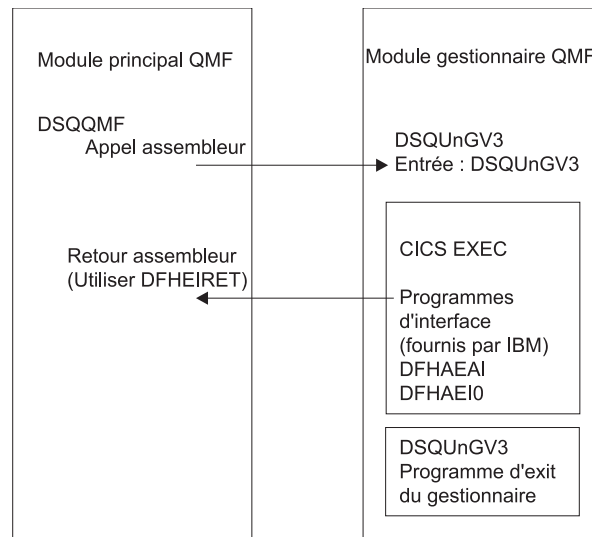 Module principal QMF
DSQQMF
Appel assembleur
Retour assembleur
(Utiliser DFHEIRET)
Module gestionnaire QMF
DSQUnGV3
Entrée : DSQUnGV3
CICS EXEC
Programmes
d'interface
(fournis par IBM)
DFHAEAI
DFHAEI0
DSQUnGV3
Programme d'exit
du gestionnaire